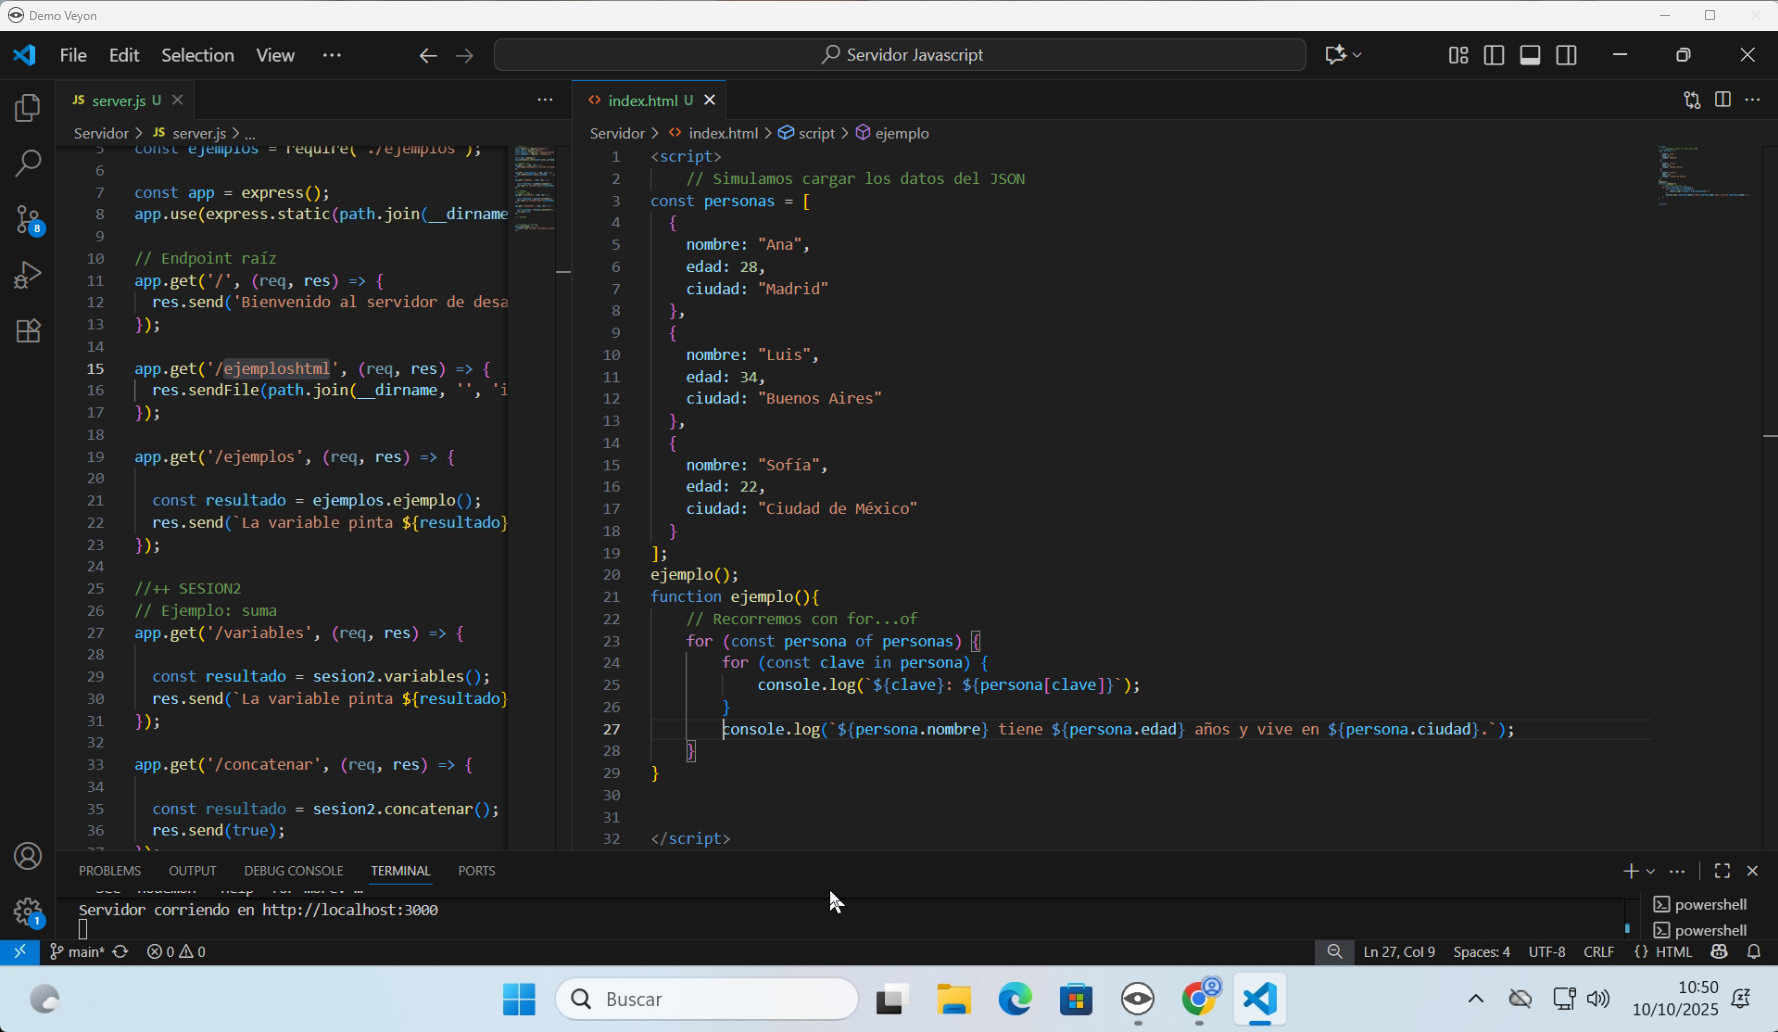 Demo Veyon
File Edit Selection View ··· Servidor Javascript
JS server.js U
Servidor > JS server.js > ...
5 const ejemplos = require('./ejemplos');
6
7 const app = express();
8 app.use(express.static(path.join(__dirname
9
10 // Endpoint raíz
11 app.get('/', (req, res) => {
12 res.send('Bienvenido al servidor de desa
13 });
14
15 app.get('/ejemploshtml', (req, res) => {
16 res.sendFile(path.join(__dirname, '', 'i
17 });
18
19 app.get('/ejemplos', (req, res) => {
20
21 const resultado = ejemplos.ejemplo();
22 res.send(`La variable pinta ${resultado}
23 });
24
25 //++ SESION2
26 // Ejemplo: suma
27 app.get('/variables', (req, res) => {
28
29 const resultado = sesion2.variables();
30 res.send(`La variable pinta ${resultado}
31 });
32
33 app.get('/concatenar', (req, res) => {
34
35 const resultado = sesion2.concatenar();
36 res.send(true);
37 });
index.html U
Servidor > index.html > script > ejemplo
1 <script>
2 // Simulamos cargar los datos del JSON
3 const personas = [
4 {
5 nombre: "Ana",
6 edad: 28,
7 ciudad: "Madrid"
8 },
9 {
10 nombre: "Luis",
11 edad: 34,
12 ciudad: "Buenos Aires"
13 },
14 {
15 nombre: "Sofía",
16 edad: 22,
17 ciudad: "Ciudad de México"
18 }
19 ];
20 ejemplo();
21 function ejemplo(){
22 // Recorremos con for...of
23 for (const persona of personas) {
24 for (const clave in persona) {
25 console.log(`${clave}: ${persona[clave]}`);
26 }
27 console.log(`${persona.nombre} tiene ${persona.edad} años y vive en ${persona.ciudad}.`);
28 }
29 }
30
31
32 </script>
8
1
PROBLEMS OUTPUT DEBUG CONSOLE TERMINAL PORTS
Servidor corriendo en http://localhost:3000
powershell
powershell
main* 0 0 Ln 27, Col 9 Spaces: 4 UTF-8 CRLF {} HTML
Buscar
10:50
10/10/2025